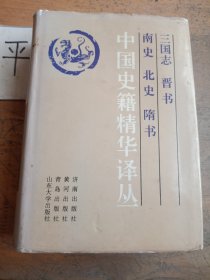 三国志 晋书
南史 北史 隋书
中国史籍精华译丛
济南出版社
黄河出版社
青岛出版社
山东大学出版社
平